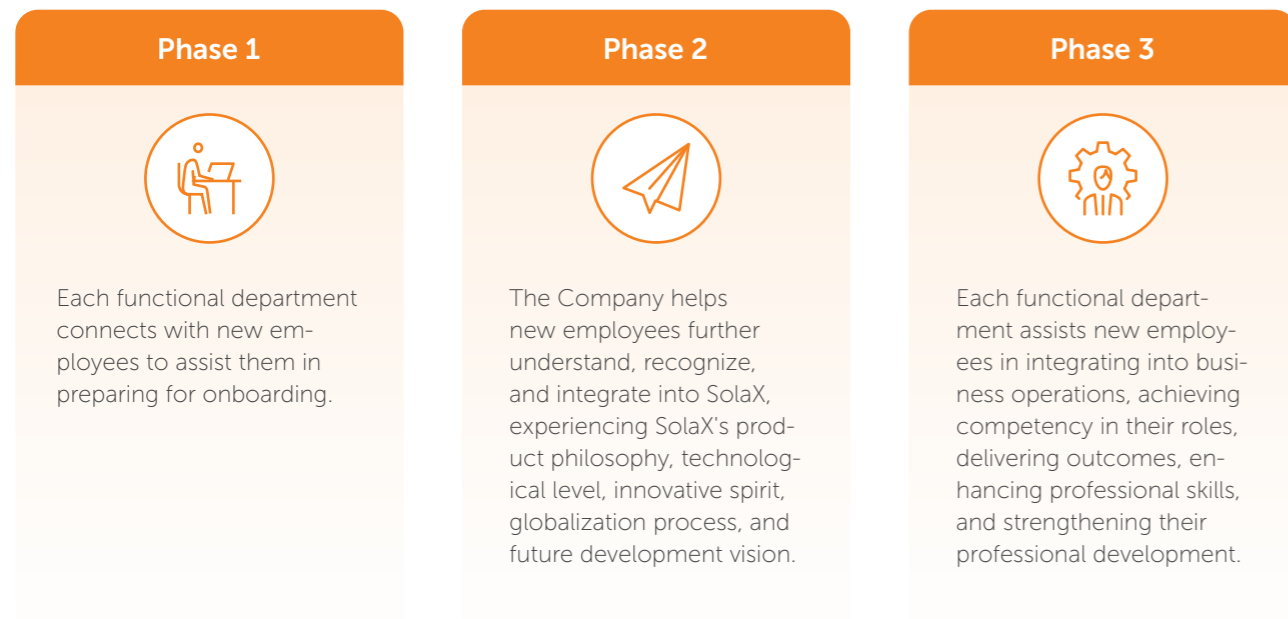 Phase 1
Each functional department
connects with new em-
ployees to assist them in
preparing for onboarding.
Phase 2
The Company helps
new employees further
understand, recognize,
and integrate into SolaX,
experiencing SolaX's prod-
uct philosophy, technolog-
ical level, innovative spirit,
globalization process, and
future development vision.
Phase 3
Each functional depart-
ment assists new employ-
ees in integrating into busi-
ness operations, achieving
competency in their roles,
delivering outcomes, en-
hancing professional skills,
and strengthening their
professional development.